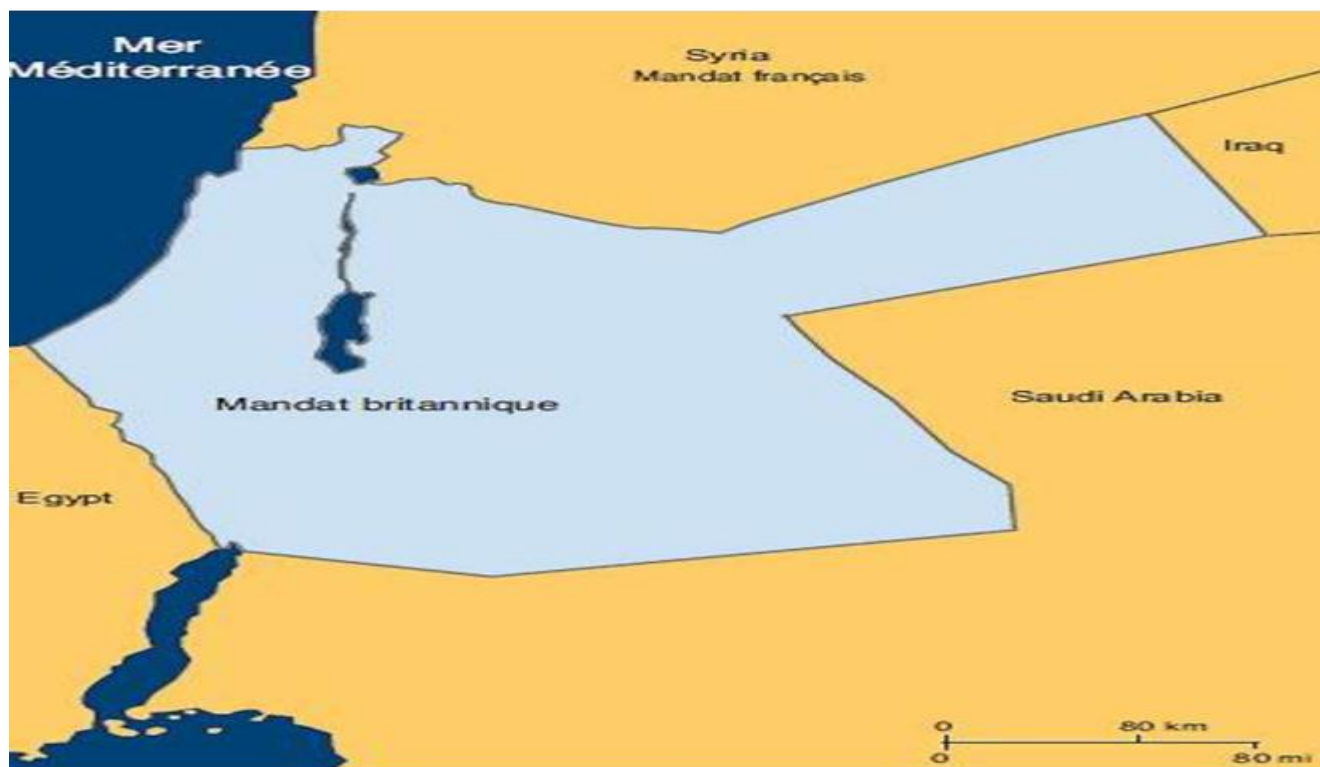 Mer
Méditerranée
Syria
Mandat français
Iraq
Mandat britannique
Saudi Arabia
Egypt
0 80 km
0 80 mi